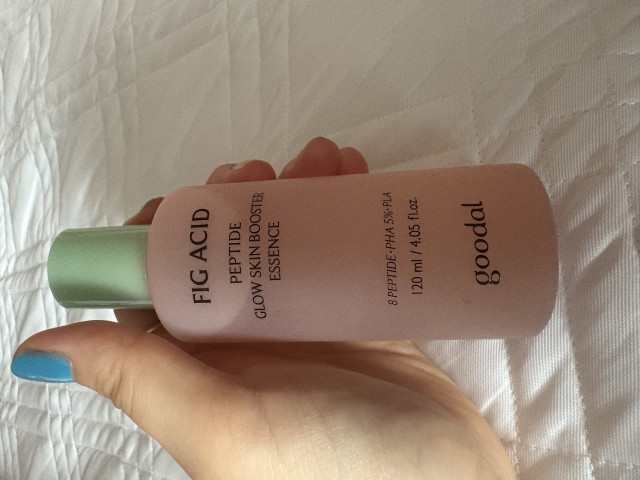 FIG ACID
PEPTIDE
GLOW SKIN BOOSTER
ESSENCE
8 PEPTIDE•PHA 5%•PLA
120 ml / 4.05 fl.oz.
goodal